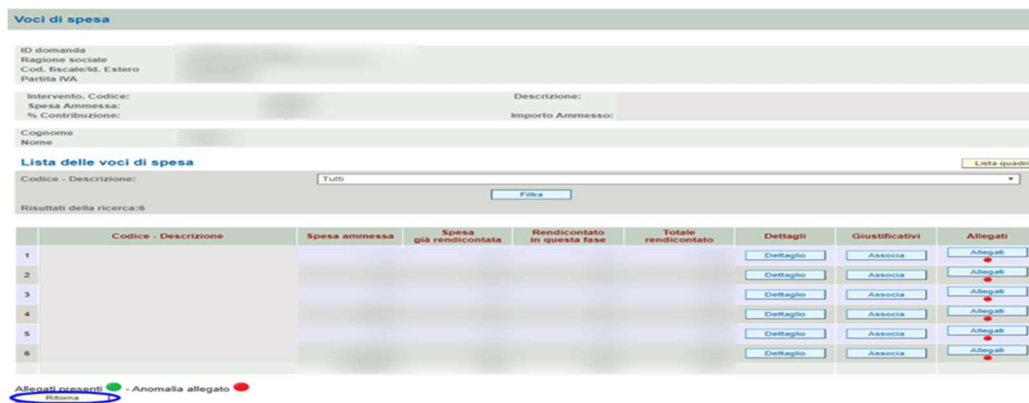 Voci di spesa
ID domanda
Ragione sociale
Cod. fiscale/Id. Estero
Partita IVA
Intervento. Codice: Descrizione:
Spesa Ammessa:
% Contribuzione: Importo Ammesso:
Cognome
Nome
Lista delle voci di spesa Lista quadri
Codice - Descrizione: Tutti
Filtra
Risultati della ricerca:6
Codice - Descrizione Spesa ammessa Spesa già rendicontata Rendicontato in questa fase Totale rendicontato Dettagli Giustificativi Allegati
1 Dettaglio Associa Allegati
2 Dettaglio Associa Allegati
3 Dettaglio Associa Allegati
4 Dettaglio Associa Allegati
5 Dettaglio Associa Allegati
6 Dettaglio Associa Allegati
Allegati presenti - Anomalia allegato
Ritorna